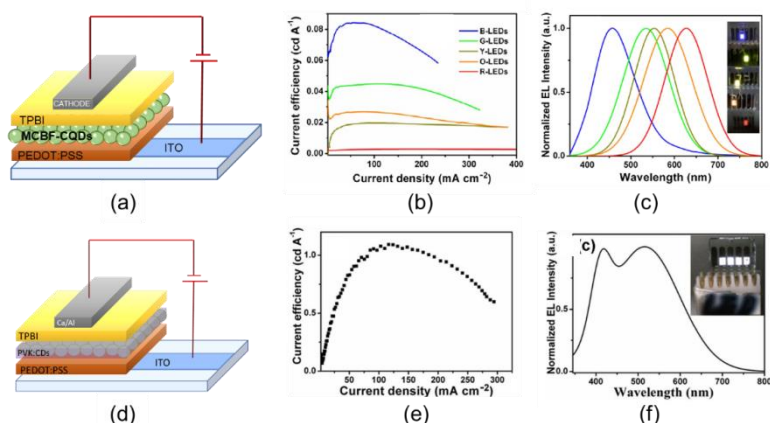 CATHODE
TPBI
MCBF-CQDs
PEDOT:PSS
ITO
(a)
Current efficiency (cd A⁻¹)
0.08
0.06
0.04
0.02
0.00
B-LEDs
G-LEDs
Y-LEDs
O-LEDs
R-LEDs
100 200 300 400
Current density (mA cm⁻²)
(b)
Normalized EL Intensity (a.u.)
1.0
0.5
400 500 600 700 800
Wavelength (nm)
(c)
Ca/Al
TPBI
PVK:CDs
PEDOT:PSS
ITO
(d)
Current efficiency (cd A⁻¹)
1.0
0.5
0.0
50 100 150 200 250 300
Current density (mA cm⁻²)
(e)
Normalized EL Intensity (a.u.)
1.0
0.5
c)
400 500 600 700 800
Wavelength (nm)
(f)